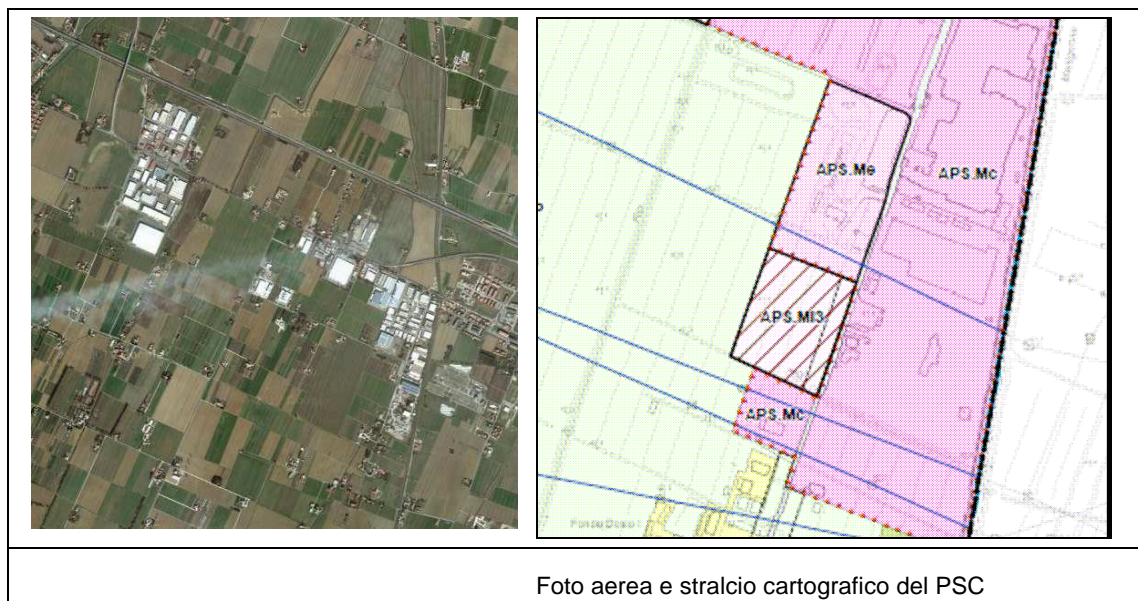 APS.Me
APS.Mc
APS.MI3
APS.Mc
Foto aerea e stralcio cartografico del PSC